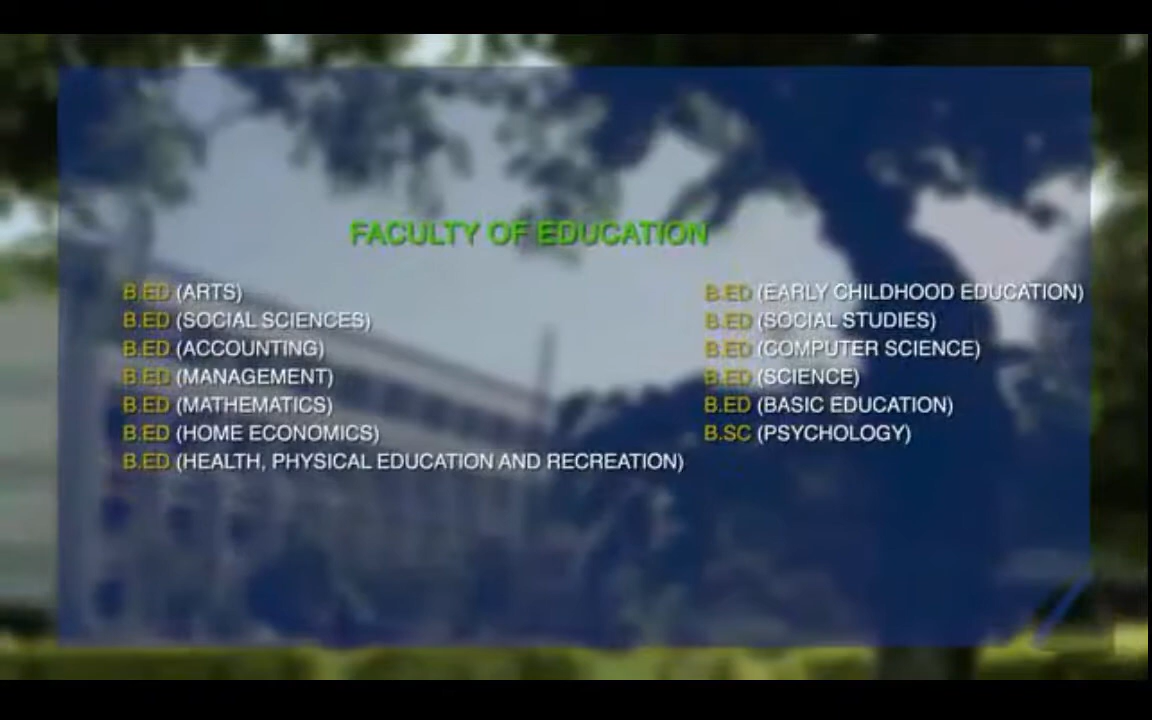 FACULTY OF EDUCATION
B.ED (ARTS)
B.ED (SOCIAL SCIENCES)
B.ED (ACCOUNTING)
B.ED (MANAGEMENT)
B.ED (MATHEMATICS)
B.ED (HOME ECONOMICS)
B.ED (HEALTH, PHYSICAL EDUCATION AND RECREATION)
B.ED (EARLY CHILDHOOD EDUCATION)
B.ED (SOCIAL STUDIES)
B.ED (COMPUTER SCIENCE)
B.ED (SCIENCE)
B.ED (BASIC EDUCATION)
B.SC (PSYCHOLOGY)